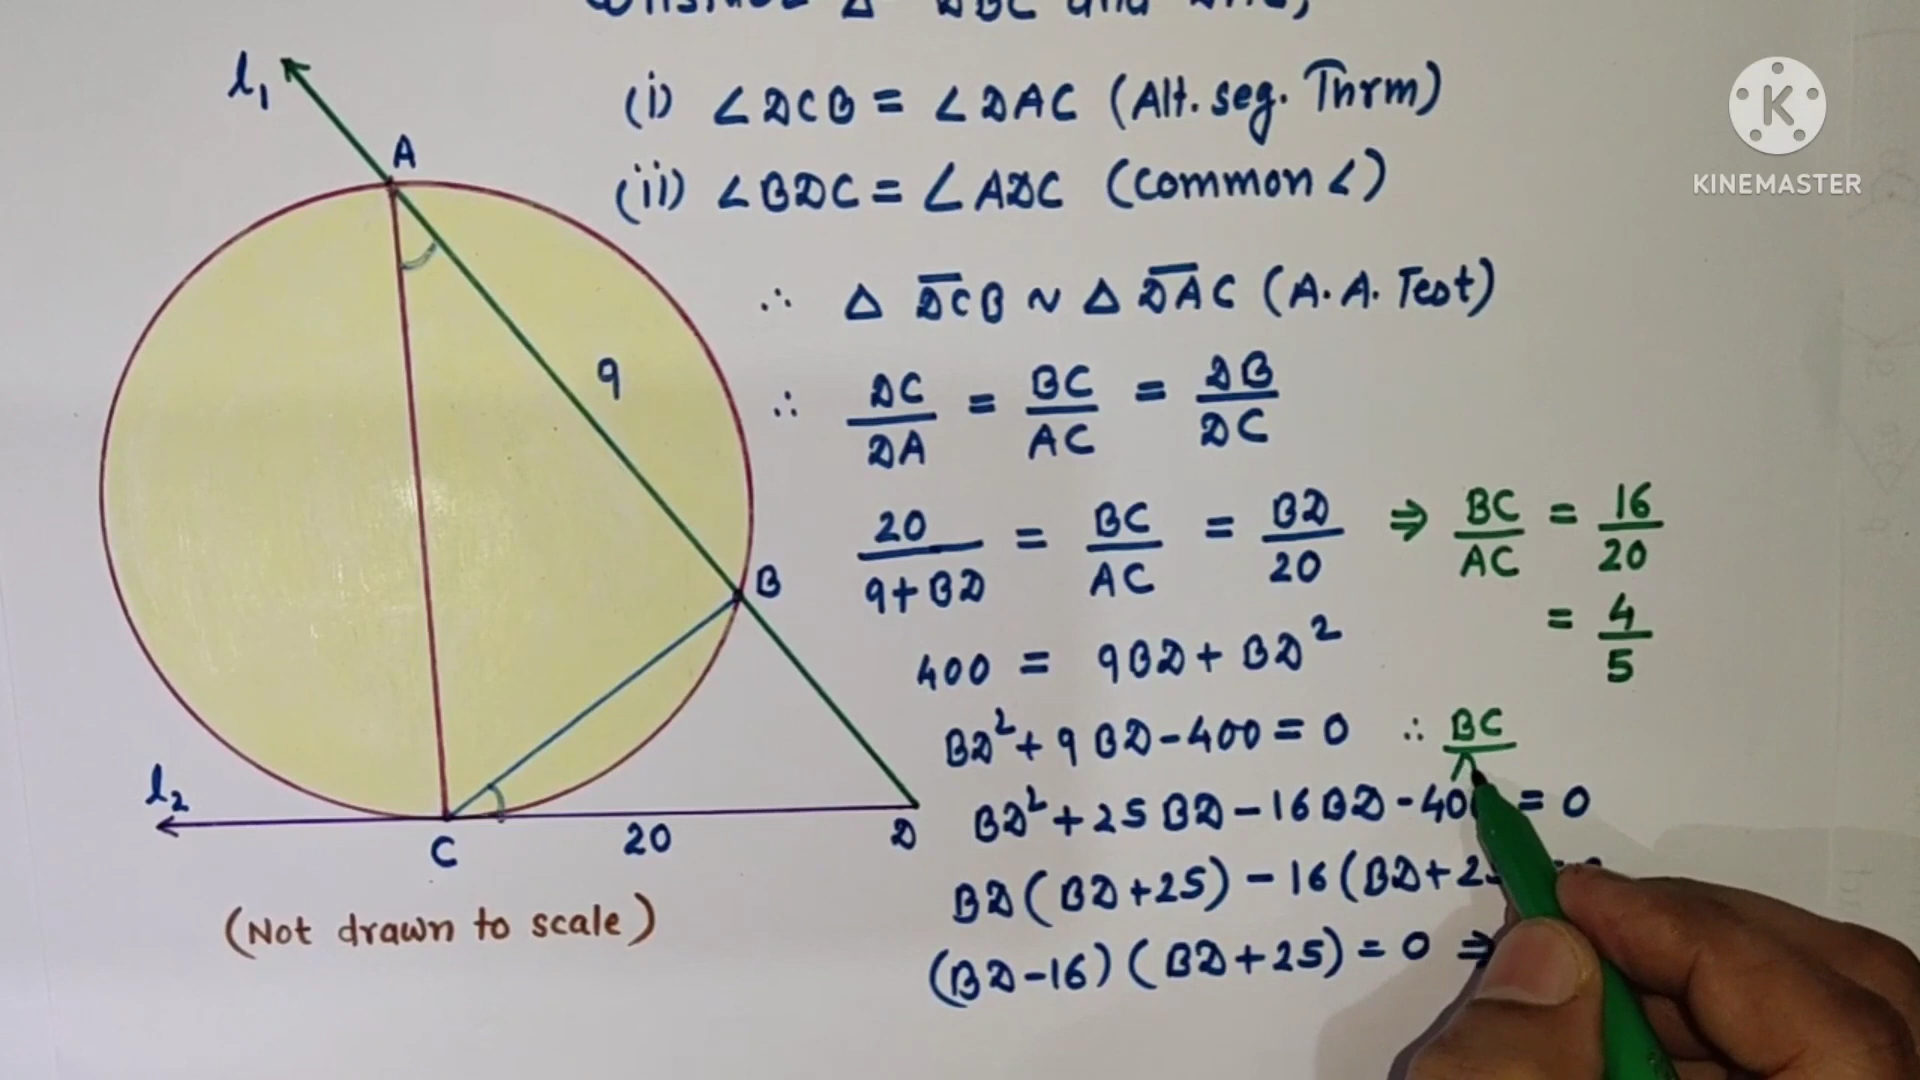 ∠DCB = ∠DAC (Alt. seg. Thrm)
(i) 
(ii) ∠BDC = ∠ADC (common ∠)
∴ Δ DCB ~ Δ DAC (A.A. Test)
∴ DC/DA = BC/AC = DB/DC
20/9+BD = BC/AC = BD/20 ⇒ BC/AC = 16/20
= 4/5
400 = 9BD + BD²
BD² + 9BD - 400 = 0 ∴ BC
BD² + 25BD - 16BD - 400 = 0
BD(BD+25) - 16(BD+2
(BD-16)(BD+25) = 0 ⇒
l₁
A
9
B
l₂
C
20
D
(Not drawn to scale)
K
KINEMASTER